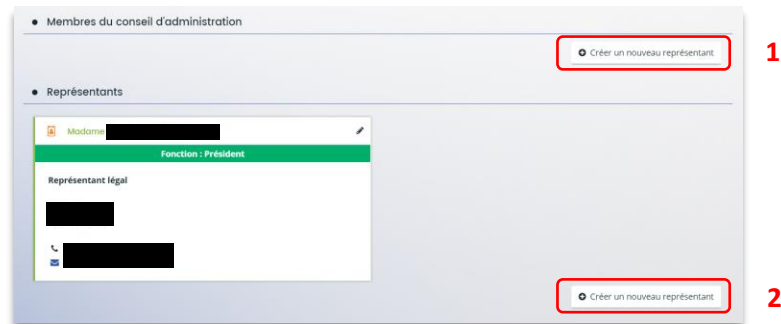 Membres du conseil d'administration
Créer un nouveau représentant
1
Représentants
Madame
Fonction : Président
Représentant légal
Créer un nouveau représentant
2